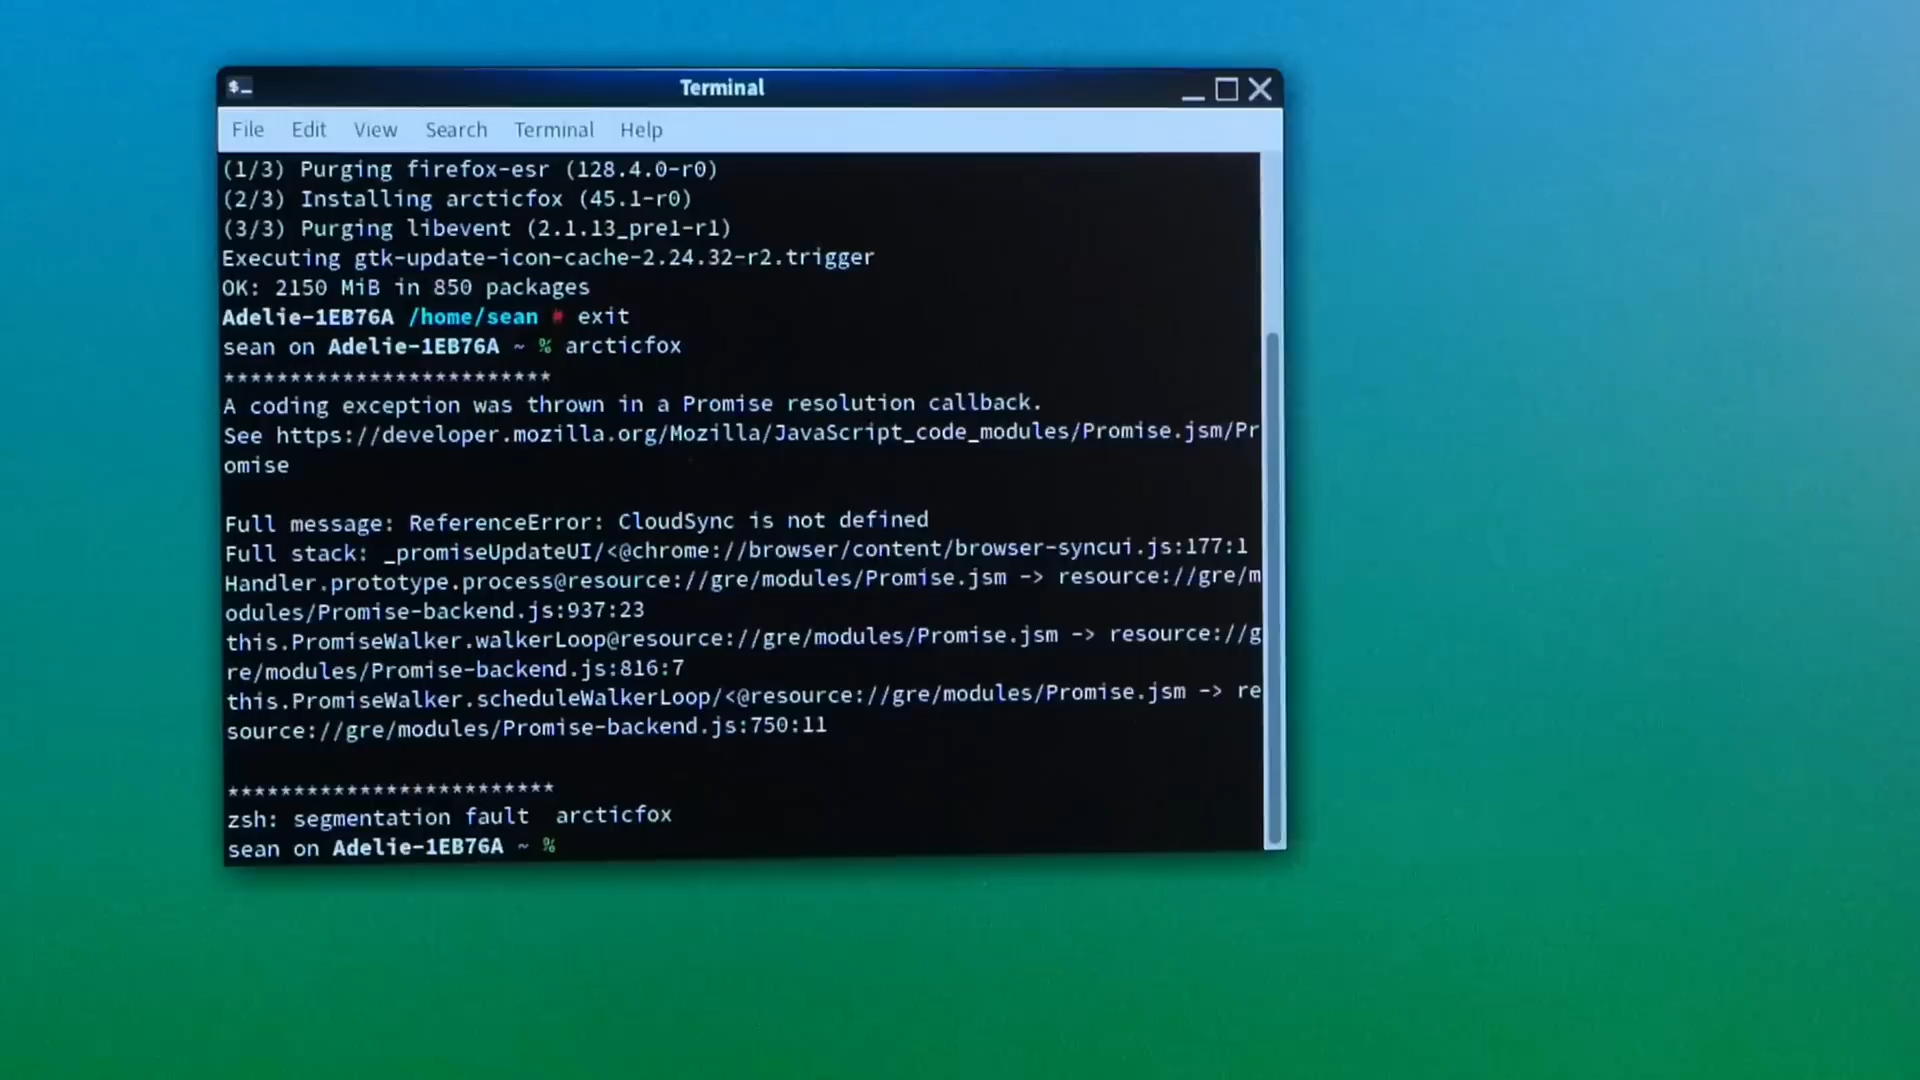 $_ Terminal
File Edit View Search Terminal Help
(1/3) Purging firefox-esr (128.4.0-r0)
(2/3) Installing arcticfox (45.1-r0)
(3/3) Purging libevent (2.1.13_pre1-r1)
Executing gtk-update-icon-cache-2.24.32-r2.trigger
OK: 2150 MiB in 850 packages
Adelie-1EB76A /home/sean # exit
sean on Adelie-1EB76A ~ % arcticfox
*************************
A coding exception was thrown in a Promise resolution callback.
See https://developer.mozilla.org/Mozilla/JavaScript_code_modules/Promise.jsm/Pr
omise
Full message: ReferenceError: CloudSync is not defined
Full stack: _promiseUpdateUI/<@chrome://browser/content/browser-syncui.js:177:1
Handler.prototype.process@resource://gre/modules/Promise.jsm -> resource://gre/m
odules/Promise-backend.js:937:23
this.PromiseWalker.walkerLoop@resource://gre/modules/Promise.jsm -> resource://g
re/modules/Promise-backend.js:816:7
this.PromiseWalker.scheduleWalkerLoop/<@resource://gre/modules/Promise.jsm -> re
source://gre/modules/Promise-backend.js:750:11
*************************
zsh: segmentation fault  arcticfox
sean on Adelie-1EB76A ~ %